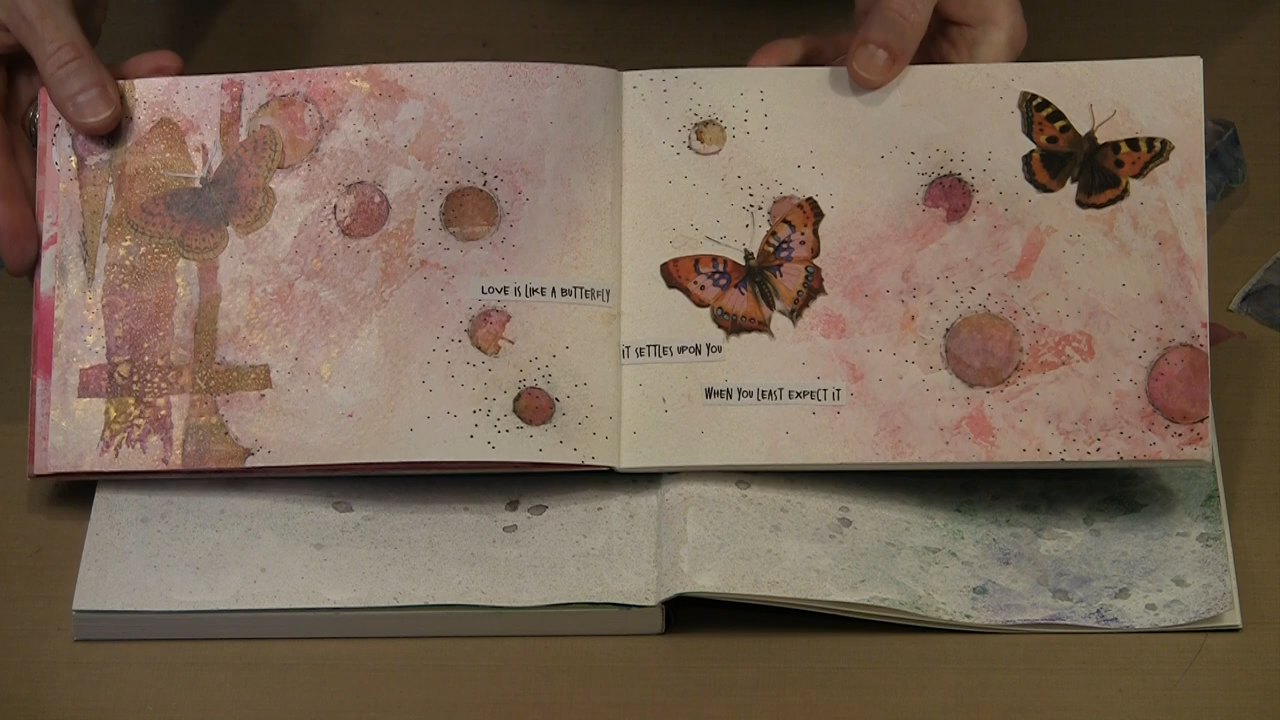 LOVE IS LIKE A BUTTERFLY
IT SETTLES UPON YOU
WHEN YOU LEAST EXPECT IT